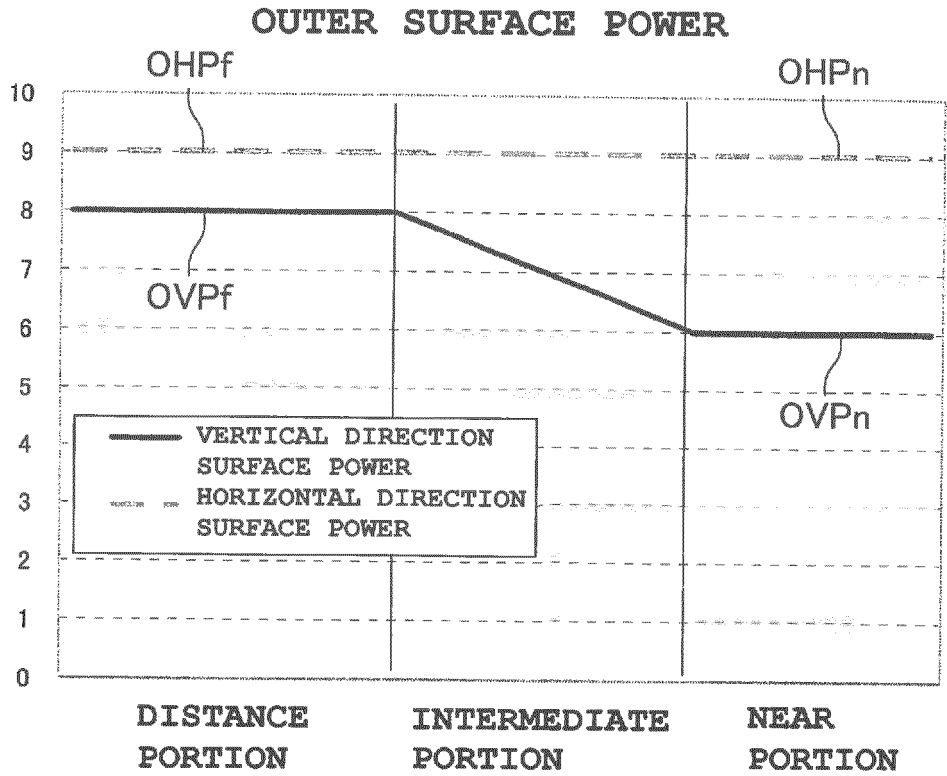 OUTER SURFACE POWER
OHPf
OHPn
10
9
8
7
6
5
4
3
2
1
0
OVPf
OVPn
VERTICAL DIRECTION
SURFACE POWER
HORIZONTAL DIRECTION
SURFACE POWER
DISTANCE
PORTION
INTERMEDIATE
PORTION
NEAR
PORTION